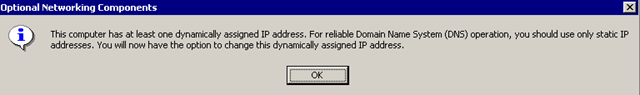 Optional Networking Components
This computer has at least one dynamically assigned IP address. For reliable Domain Name System (DNS) operation, you should use only static IP
addresses. You will now have the option to change this dynamically assigned IP address.
OK